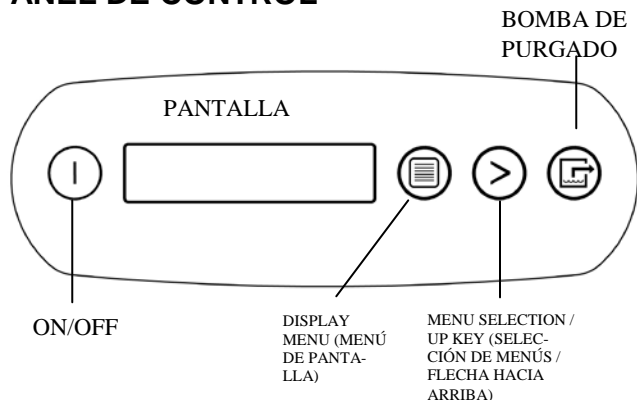 ANEL DE CONTROL
BOMBA DE
PURGADO
PANTALLA
ON/OFF
DISPLAY
MENU (MENÚ
DE PANTA-
LLA)
MENU SELECTION /
UP KEY (SELEC-
CIÓN DE MENÚS /
FLECHA HACIA
ARRIBA)